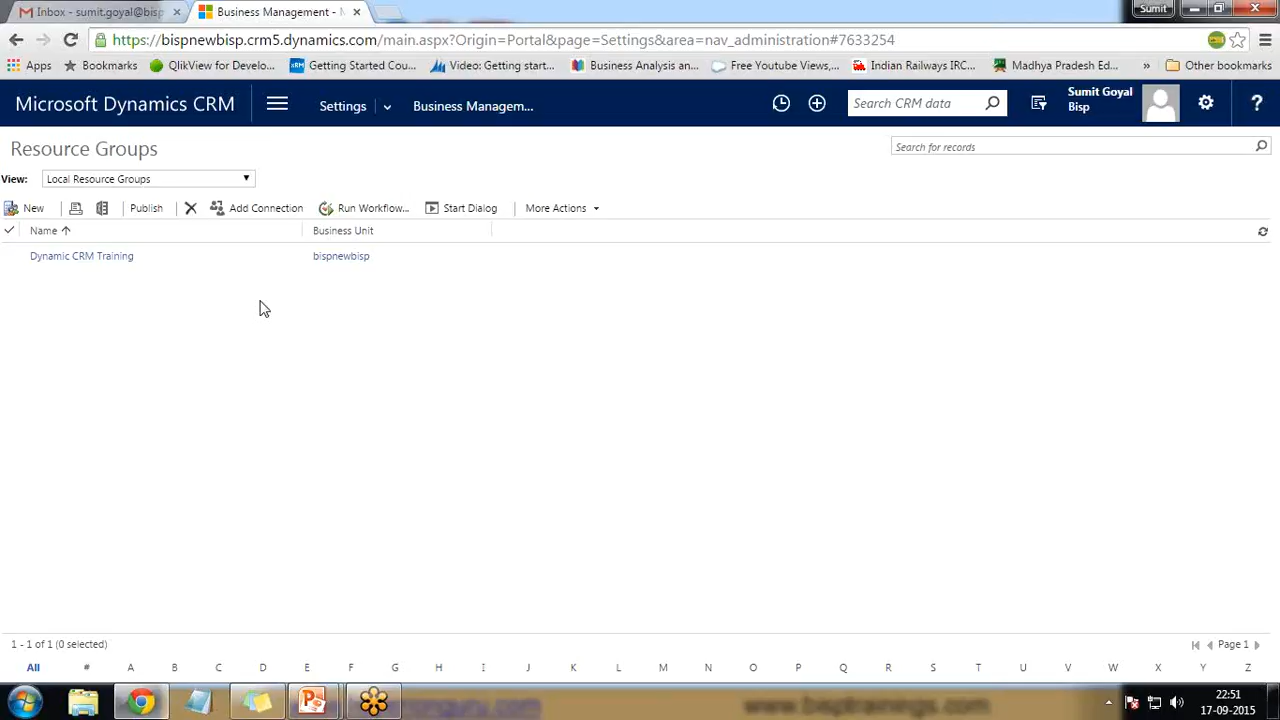 Inbox - sumit.goyal@bisp
Business Management - M
Sumit
https://bispnewbisp.crm5.dynamics.com/main.aspx?Origin=Portal&page=Settings&area=nav_administration#7633254
Apps
Bookmarks
QlikView for Develo...
Getting Started Cou...
Video: Getting start...
Business Analysis an...
Free Youtube Views,...
Indian Railways IRC...
Madhya Pradesh Ed...
»
Other bookmarks
Microsoft Dynamics CRM
Settings
Business Managem...
Search CRM data
Sumit Goyal
Bisp
?
Resource Groups
Search for records
View:
Local Resource Groups
New
Publish
Add Connection
Run Workflow...
Start Dialog
More Actions
Name
Business Unit
Dynamic CRM Training
bispnewbisp
1 - 1 of 1 (0 selected)
Page 1
All # A B C D E F G H I J K L M N O P Q R S T U V W X Y Z
www.bisptrainings.com
22:51
17-09-2015